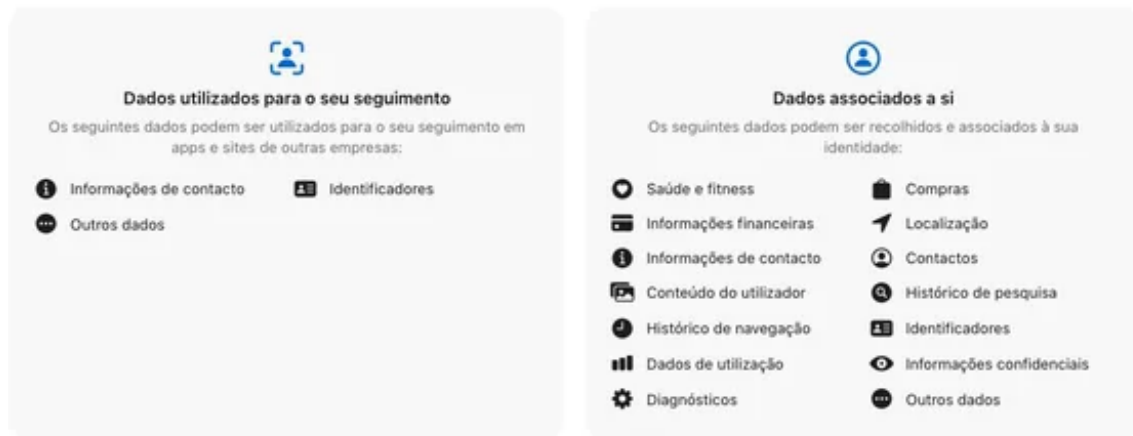 Dados utilizados para o seu seguimento
Os seguintes dados podem ser utilizados para o seu seguimento em
apps e sites de outras empresas:
Informações de contacto
Identificadores
Outros dados
Dados associados a si
Os seguintes dados podem ser recolhidos e associados à sua
identidade:
Saúde e fitness
Compras
Informações financeiras
Localização
Informações de contacto
Contactos
Conteúdo do utilizador
Histórico de pesquisa
Histórico de navegação
Identificadores
Dados de utilização
Informações confidenciais
Diagnósticos
Outros dados